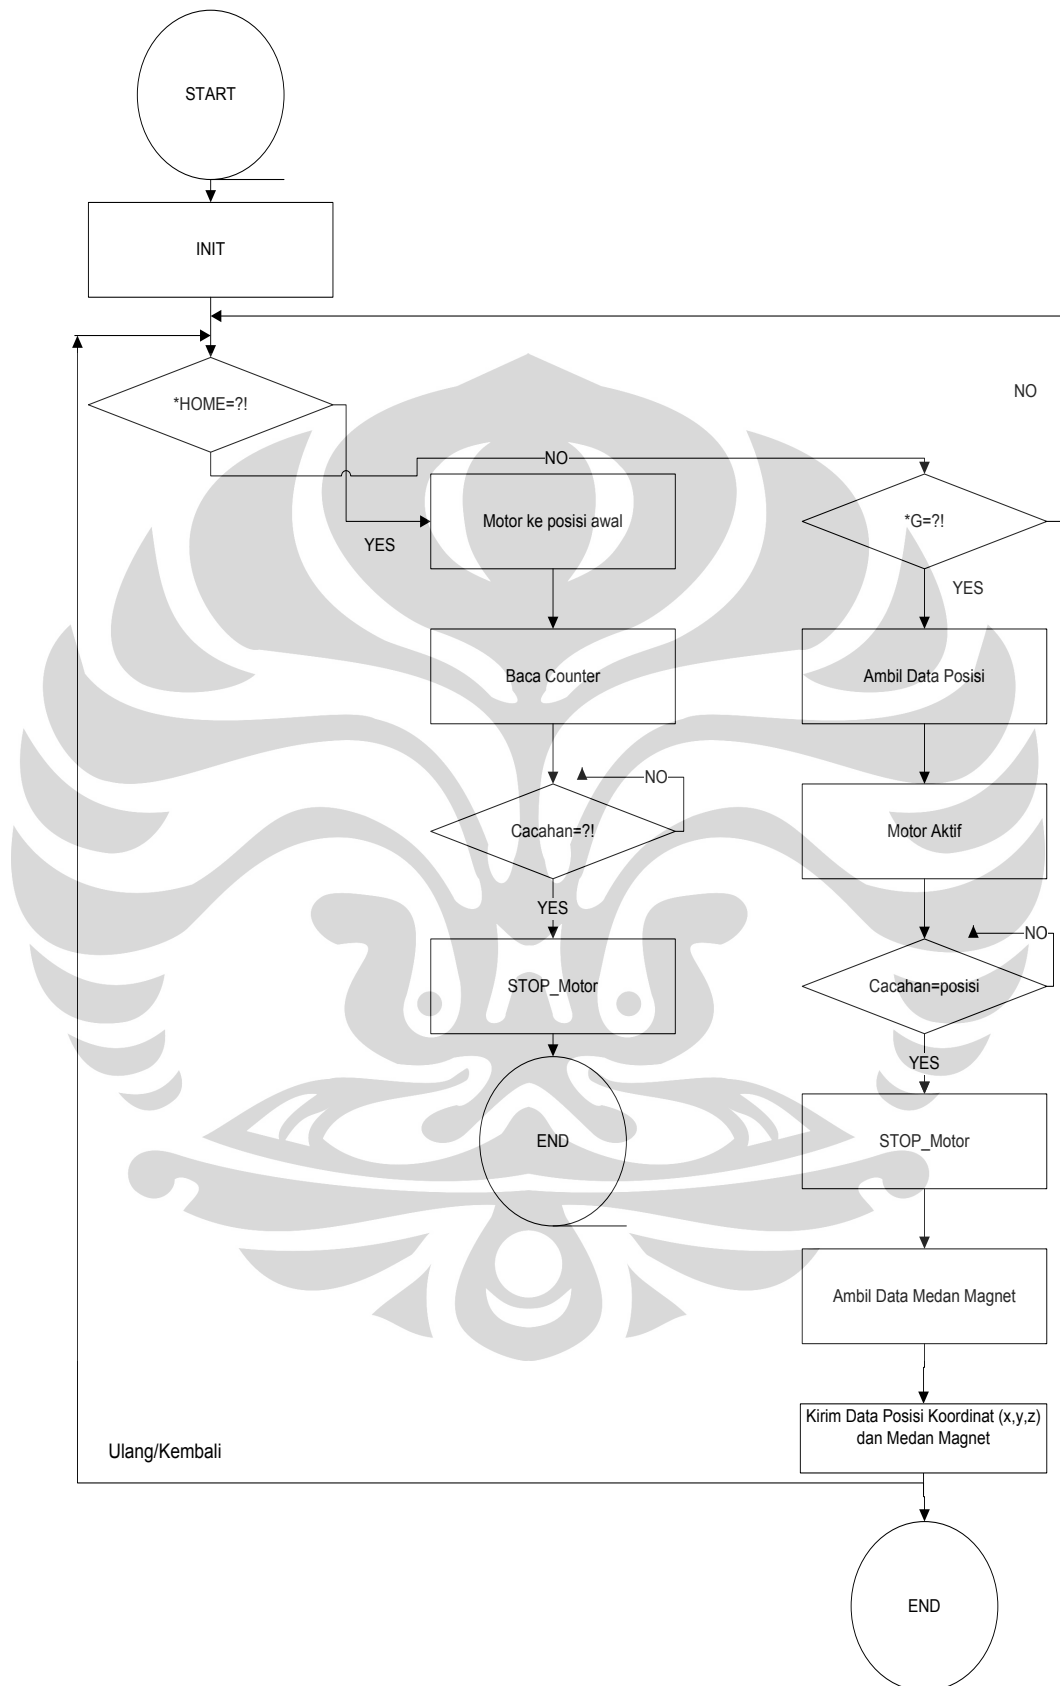 START
INIT
*HOME=?!
NO
NO
Motor ke posisi awal
*G=?!
YES
YES
Baca Counter
Ambil Data Posisi
NO
Cacahan=?!
Motor Aktif
YES
NO
STOP_Motor
Cacahan=posisi
YES
END
STOP_Motor
Ambil Data Medan Magnet
Kirim Data Posisi Koordinat (x,y,z)
dan Medan Magnet
Ulang/Kembali
END